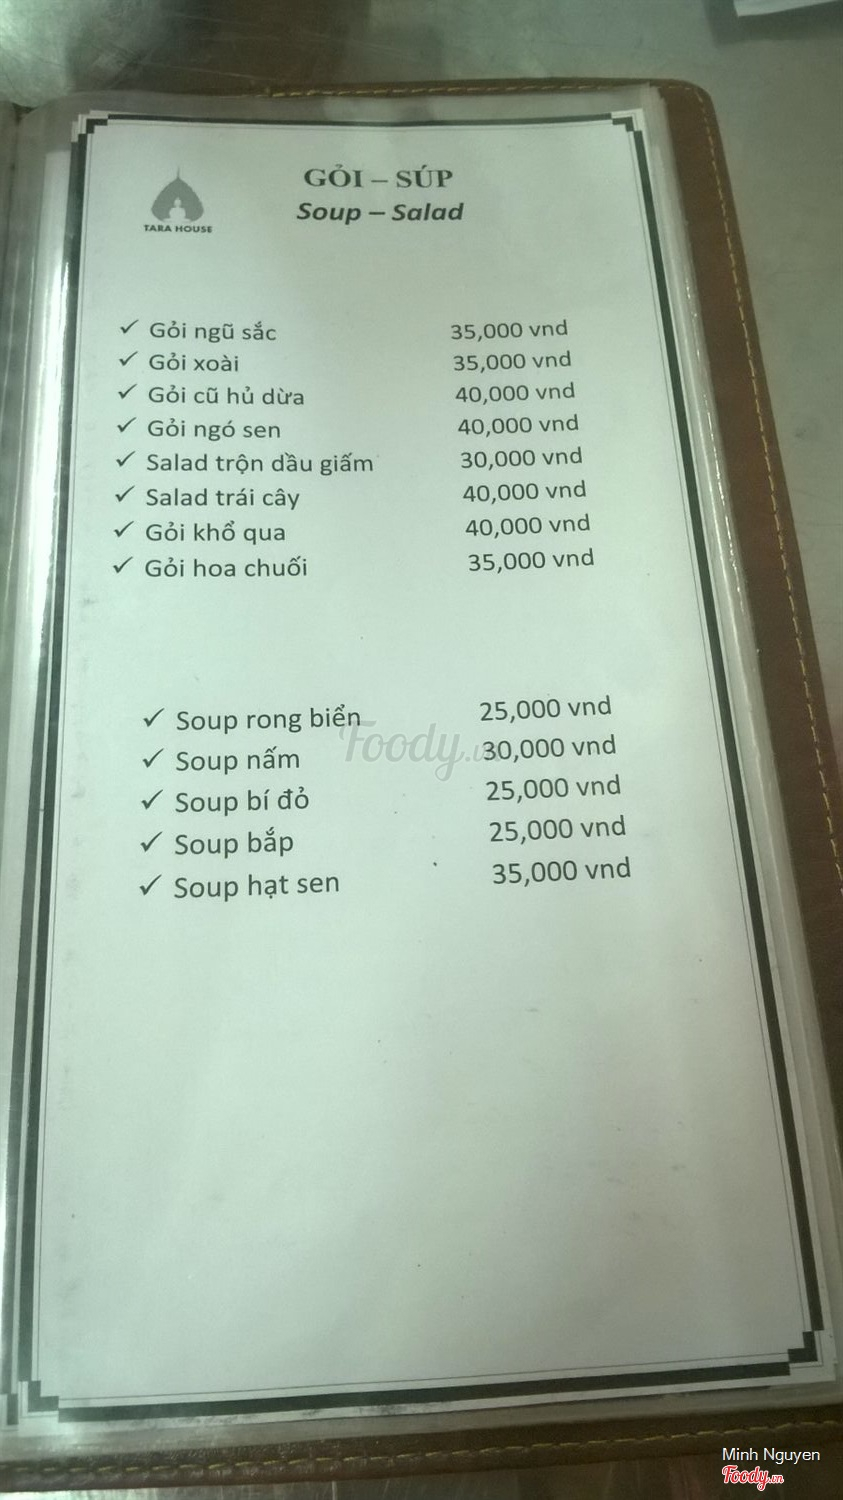 GỎI – SÚP
Soup – Salad
TARA HOUSE
✓ Gỏi ngũ sắc 35,000 vnd
✓ Gỏi xoài 35,000 vnd
✓ Gỏi cũ hủ dừa 40,000 vnd
✓ Gỏi ngó sen 40,000 vnd
✓ Salad trộn dầu giấm 30,000 vnd
✓ Salad trái cây 40,000 vnd
✓ Gỏi khổ qua 40,000 vnd
✓ Gỏi hoa chuối 35,000 vnd
✓ Soup rong biển 25,000 vnd
✓ Soup nấm 30,000 vnd
✓ Soup bí đỏ 25,000 vnd
✓ Soup bắp 25,000 vnd
✓ Soup hạt sen 35,000 vnd
Foody.vn
Minh Nguyen
Foody.vn